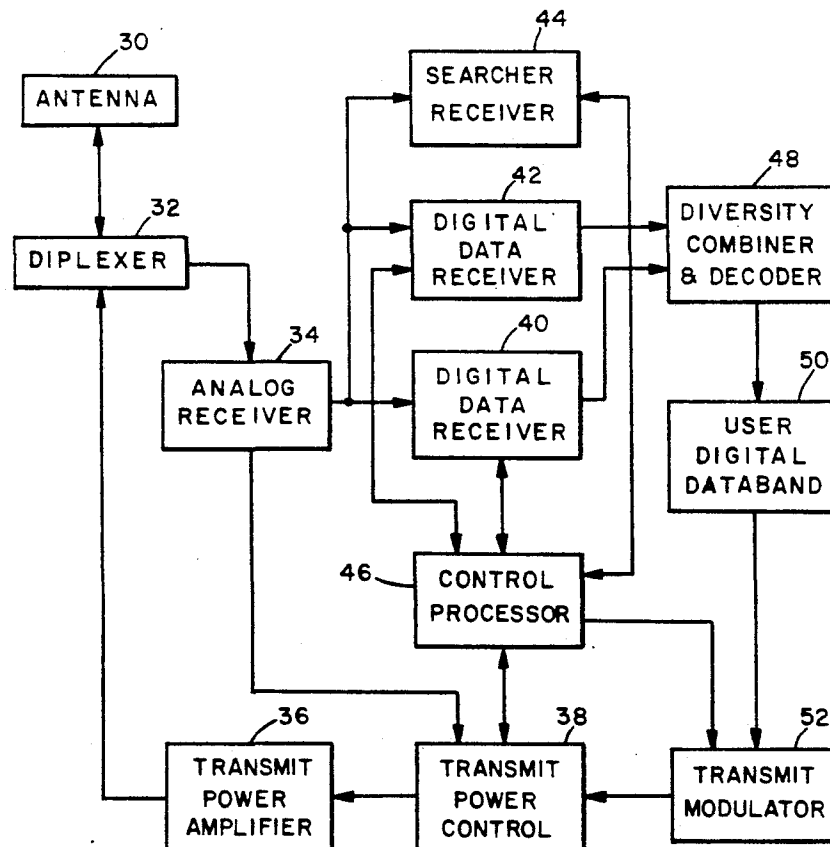 44
30
SEARCHER
RECEIVER
ANTENNA
42
48
32
DIGITAL
DATA
RECEIVER
DIVERSITY
COMBINER
& DECODER
DIPLEXER
34
40
50
ANALOG
RECEIVER
DIGITAL
DATA
RECEIVER
USER
DIGITAL
DATABAND
46
CONTROL
PROCESSOR
36
38
52
TRANSMIT
POWER
AMPLIFIER
TRANSMIT
POWER
CONTROL
TRANSMIT
MODULATOR